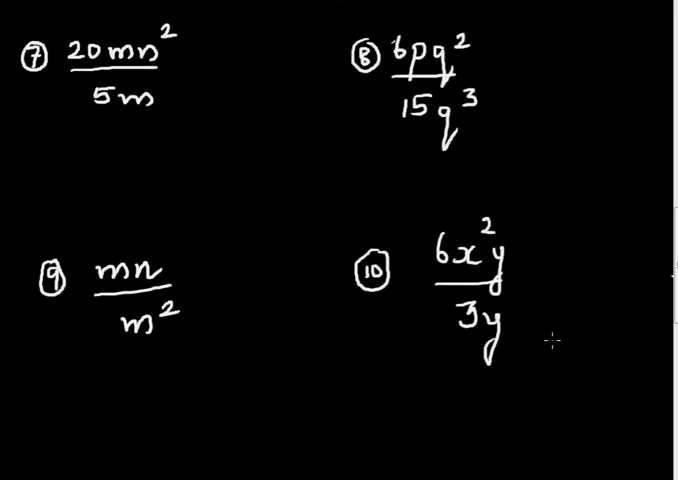 ⑦ 20mn²
5m
⑧ 6pq²
15q³
⑨ mn
m²
⑩ 6x²y
3y